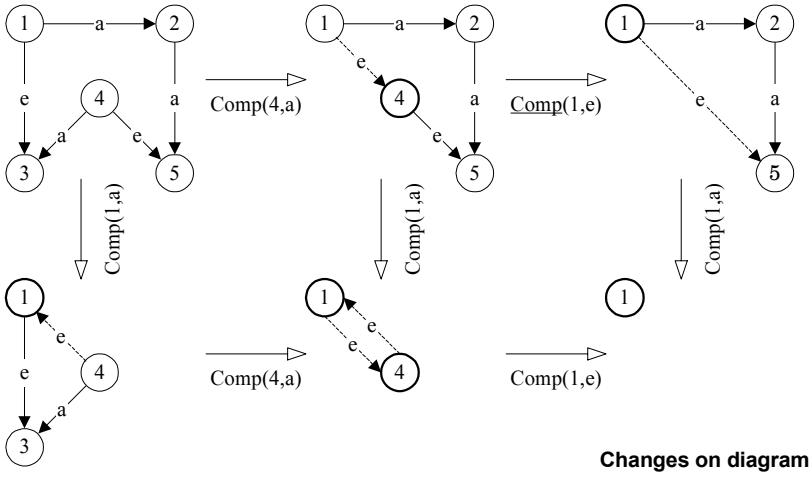 1 a 2 1 a 2 1 a 2
e 4 a e 4 a e a
Comp(4,a) Comp(1,e)
a e e
3 5 5 5
Comp(1,a) Comp(1,a) Comp(1,a)
1 1 1
e e 4 e e 4
Comp(4,a) Comp(1,e)
a
3
Changes on diagram